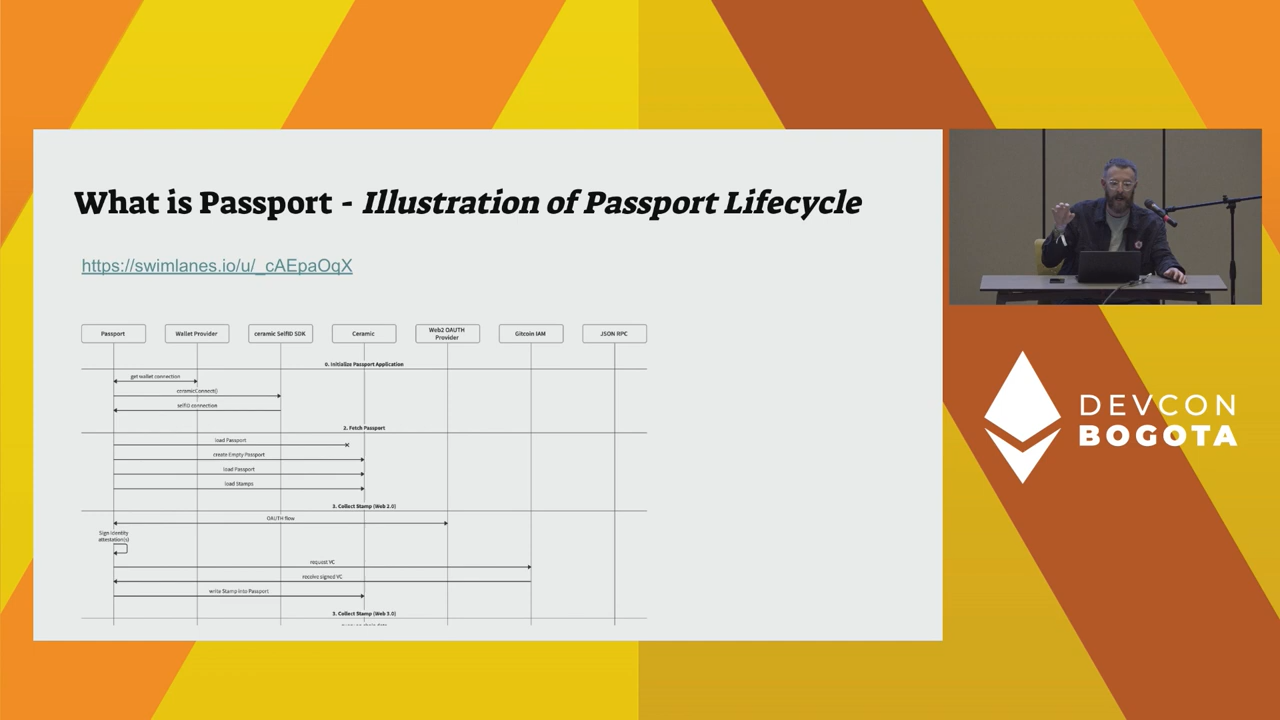 What is Passport - Illustration of Passport Lifecycle
https://swimlanes.io/u/_cAEpaOqX
Passport
Wallet Provider
ceramic SelfID SDK
Ceramic
Web2 OAUTH
Provider
Gitcoin IAM
JSON RPC
0. Initialize Passport Application
get wallet connection
ceramicConnect()
selfID connection
2. Fetch Passport
load Passport
create Empty Passport
load Passport
load Stamps
3. Collect Stamp (Web 2.0)
OAUTH flow
Sign identity
attestation(s)
request VC
receive signed VC
write Stamp into Passport
3. Collect Stamp (Web 3.0)
DEVCON
BOGOTA